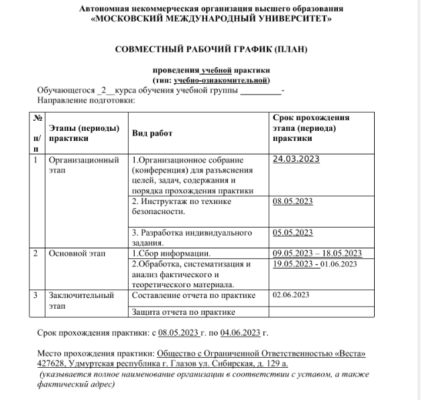 Автономная некоммерческая организация высшего образования
«МОСКОВСКИЙ МЕЖДУНАРОДНЫЙ УНИВЕРСИТЕТ»
СОВМЕСТНЫЙ РАБОЧИЙ ГРАФИК (ПЛАН)
проведения учебной практики
(тип: учебно-ознакомительной)
Обучающегося _2__курса обучения учебной группы __________-
Направление подготовки:
№ п/п
Этапы (периоды) практики
Вид работ
Срок прохождения этапа (периода) практики
1
Организационный этап
1.Организационное собрание
(конференция) для разъяснения
целей, задач, содержания и
порядка прохождения практики
24.03.2023
2. Инструктаж по технике
безопасности.
08.05.2023
3. Разработка индивидуального
задания.
05.05.2023
2
Основной этап
1.Сбор информации.
09.05.2023 – 18.05.2023
2.Обработка, систематизация и
анализ фактического и
теоретического материала.
19.05.2023 - 01.06.2023
3
Заключительный этап
Составление отчета по практике
02.06.2023
Защита отчета по практике
Срок прохождения практики: с 08.05.2023 г. по 04.06.2023 г.
Место прохождения практики: Общество с Ограниченной Ответственностью «Веста»
427628, Удмуртская республика г. Глазов ул. Сибирская, д. 129 а.
(указывается полное наименование организации в соответствии с уставом, а также
фактический адрес)